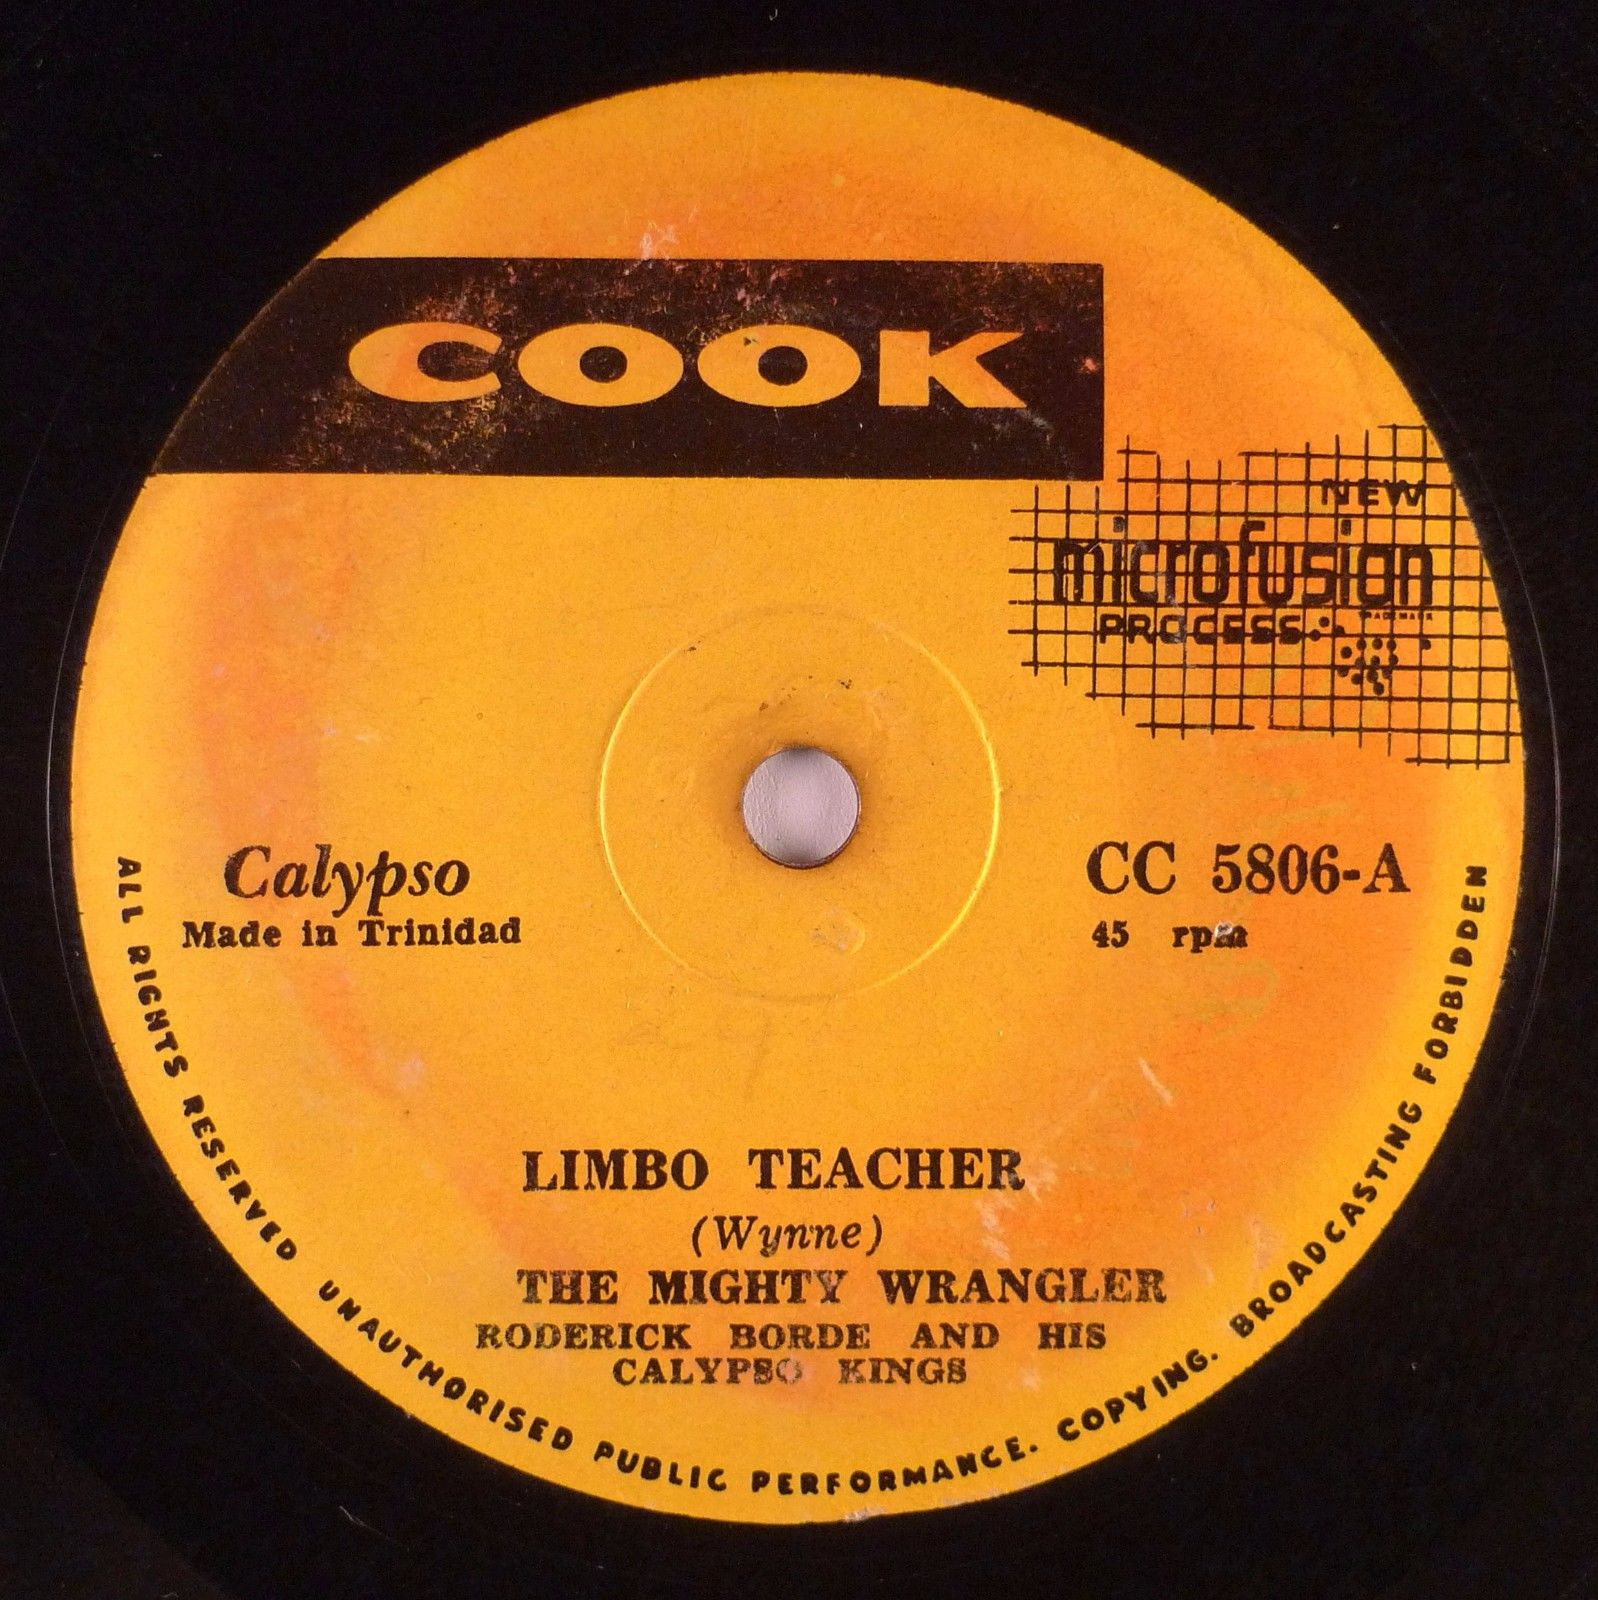 COOK
NEW
microfusion
TRADEMARK
PROCESS
Calypso
Made in Trinidad
CC 5806-A
45 rpm
LIMBO TEACHER
(Wynne)
THE MIGHTY WRANGLER
RODERICK BORDE AND HIS
CALYPSO KINGS
ALL RIGHTS RESERVED UNAUTHORISED PUBLIC PERFORMANCE. COPYING. BROADCASTING FORBIDDEN